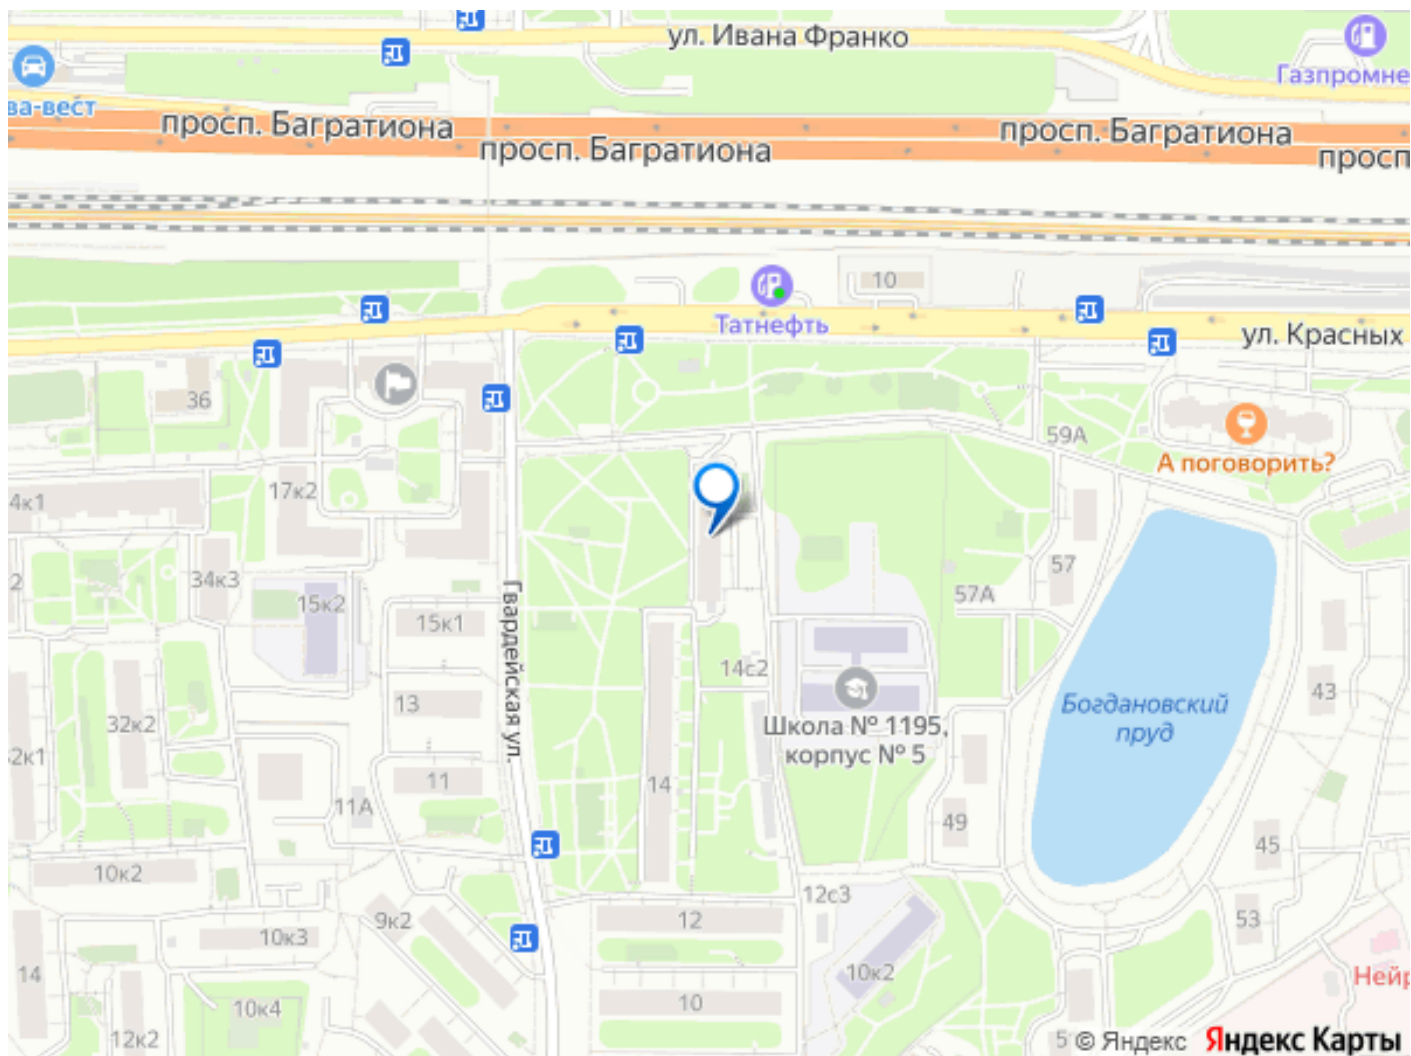 ул. Ивана Франко
Газпромне
ва-вест
просп. Багратиона
просп. Багратиона
просп. Багратиона
просп
10
Татнефть
ул. Красных
36
59А
А поговорить?
4к1
17к2
2
34к3
15к2
15к1
57
57А
Гвардейская ул.
14с2
32к2
13
43
Богдановский
пруд
Школа № 1195,
корпус № 5
2к1
11
14
11А
49
45
10к2
12с3
9к2
12
53
10к3
14
10к2
Нейр
10к4
10
12к2
5
© Яндекс
Яндекс Карты